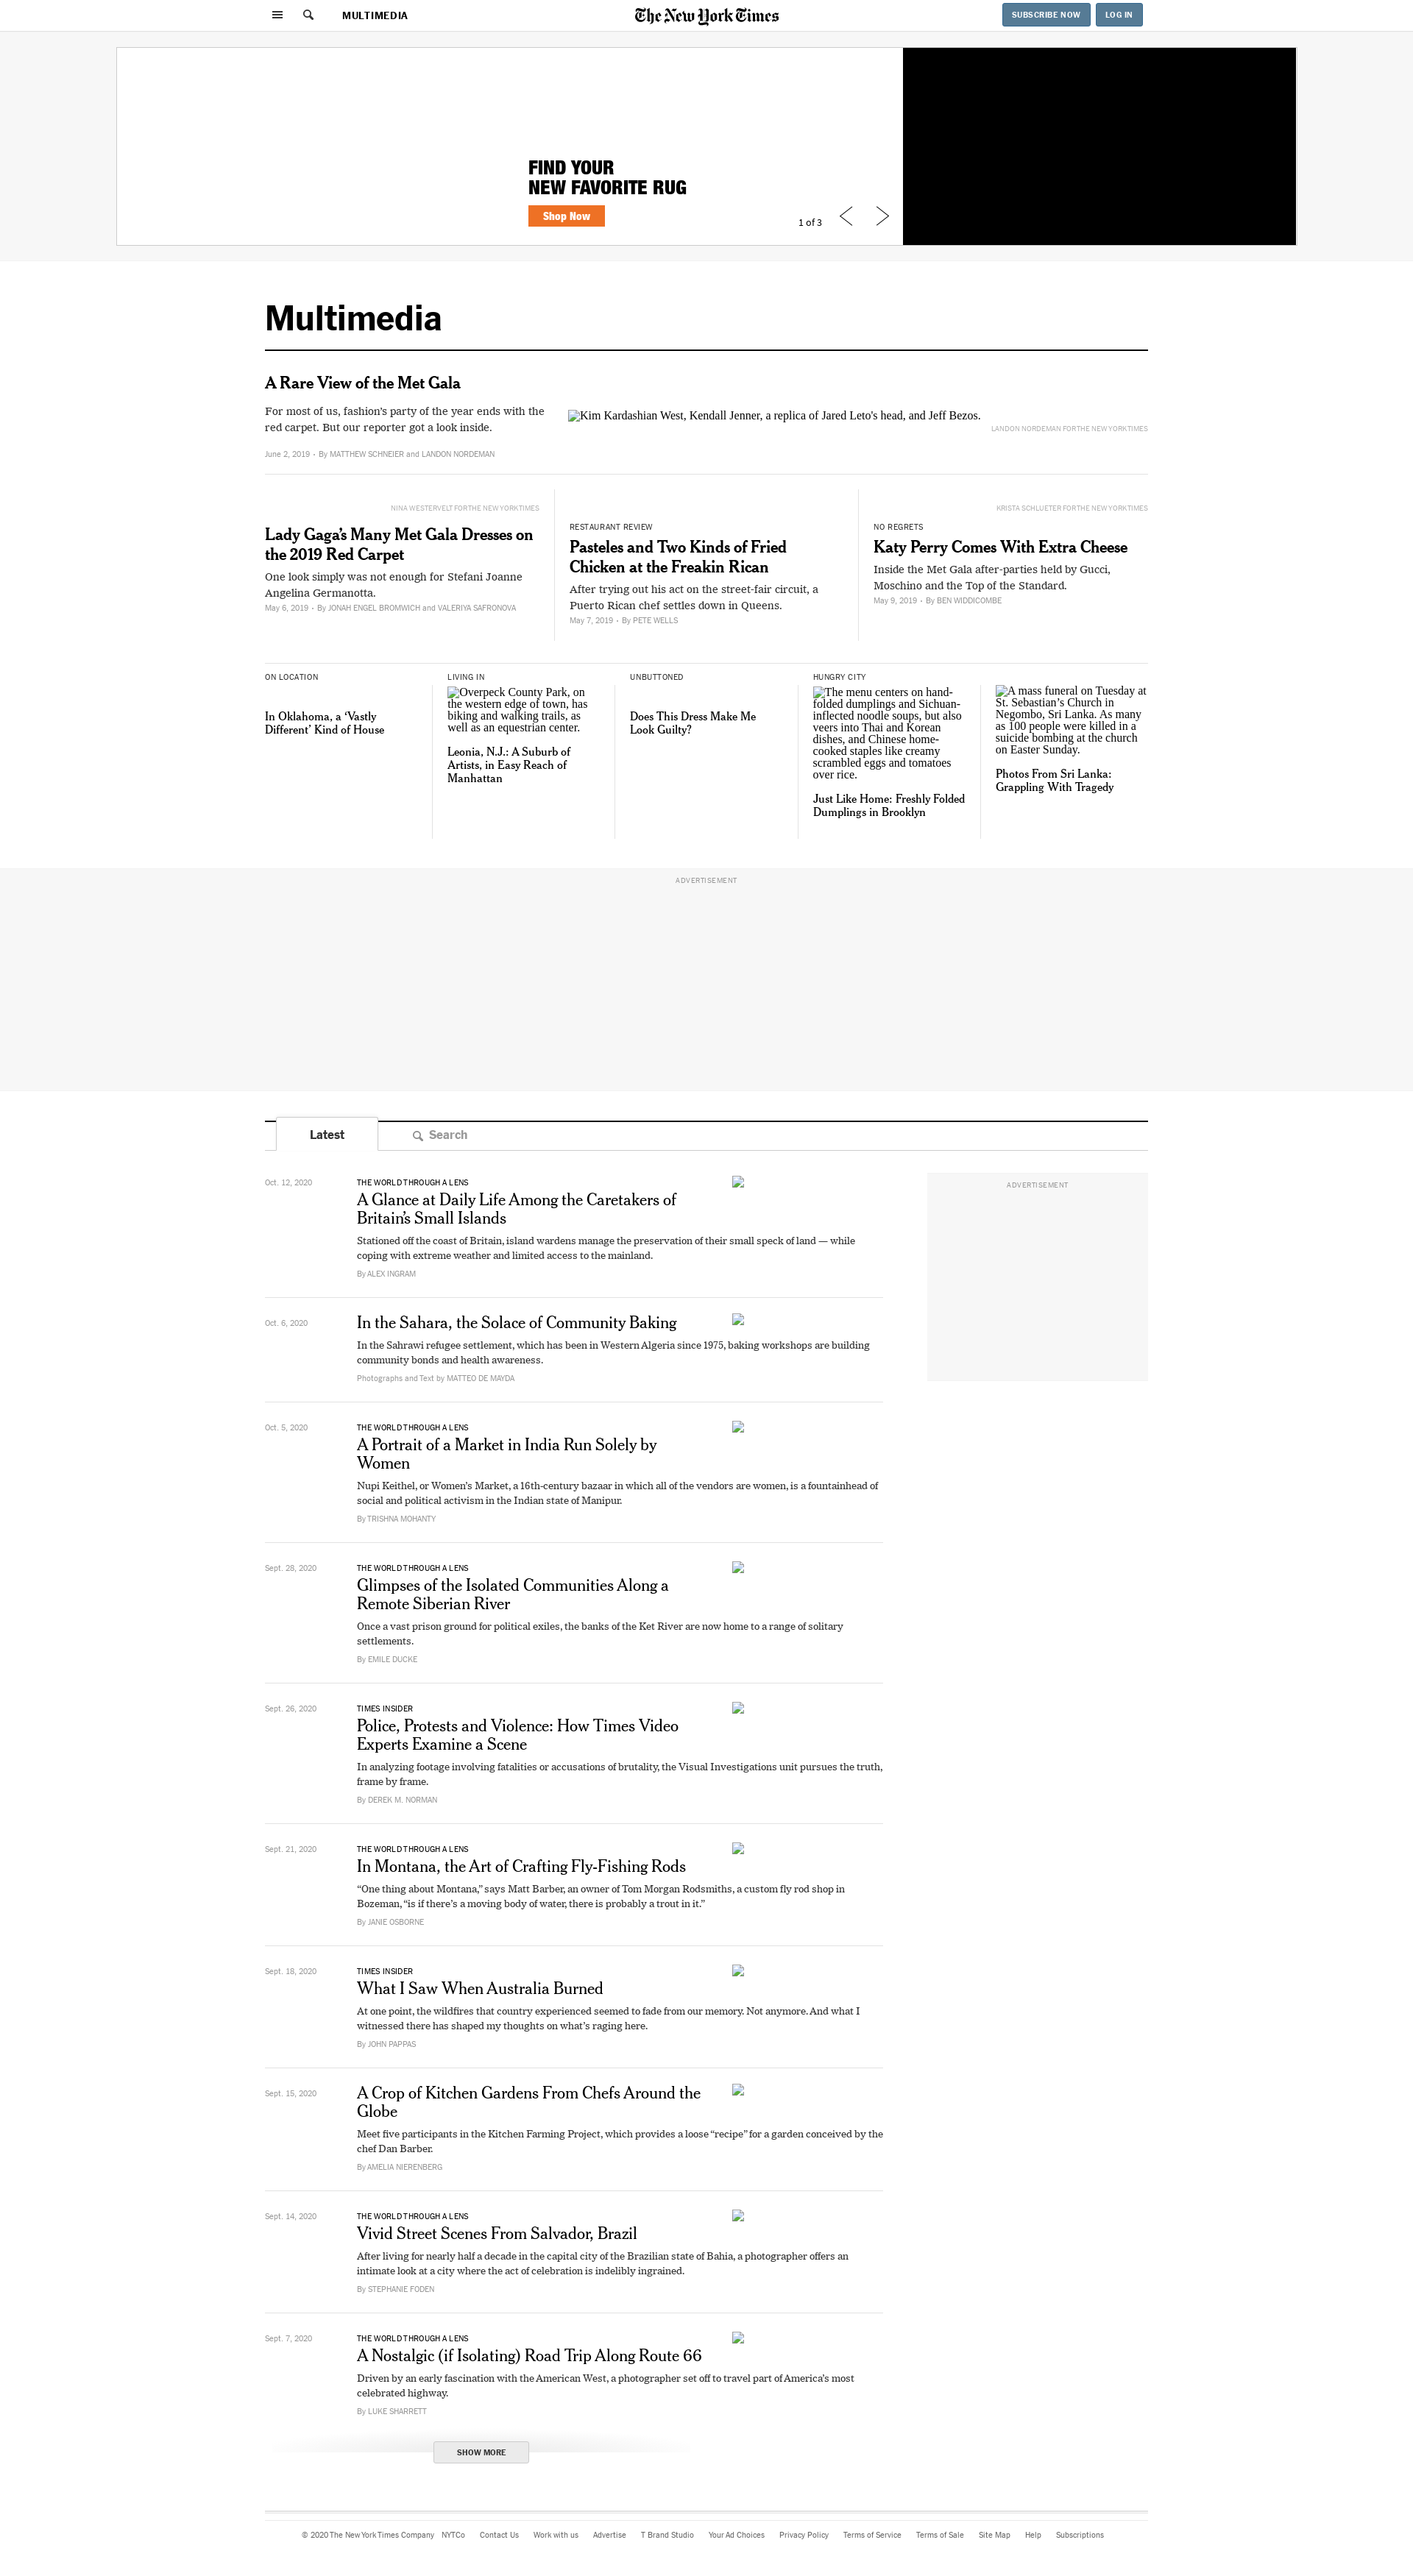 MULTIMEDIA
The New York Times
SUBSCRIBE NOW
LOG IN
FIND YOUR
NEW FAVORITE RUG
Shop Now
1 of 3
Multimedia
A Rare View of the Met Gala
For most of us, fashion's party of the year ends with the
red carpet. But our reporter got a look inside.
June 2, 2019 • By MATTHEW SCHNEIER and LANDON NORDEMAN
Kim Kardashian West, Kendall Jenner, a replica of Jared Leto's head, and Jeff Bezos.
LANDON NORDEMAN FOR THE NEW YORK TIMES
NINA WESTERVELT FOR THE NEW YORK TIMES
Lady Gaga’s Many Met Gala Dresses on
the 2019 Red Carpet
One look simply was not enough for Stefani Joanne
Angelina Germanotta.
May 6, 2019 • By JONAH ENGEL BROMWICH and VALERIYA SAFRONOVA
RESTAURANT REVIEW
Pasteles and Two Kinds of Fried
Chicken at the Freakin Rican
After trying out his act on the street-fair circuit, a
Puerto Rican chef settles down in Queens.
May 7, 2019 • By PETE WELLS
KRISTA SCHLUETER FOR THE NEW YORK TIMES
NO REGRETS
Katy Perry Comes With Extra Cheese
Inside the Met Gala after-parties held by Gucci,
Moschino and the Top of the Standard.
May 9, 2019 • By BEN WIDDICOMBE
ON LOCATION
In Oklahoma, a ‘Vastly
Different’ Kind of House
LIVING IN
Overpeck County Park, on
the western edge of town, has
biking and walking trails, as
well as an equestrian center.
Leonia, N.J.: A Suburb of
Artists, in Easy Reach of
Manhattan
UNBUTTONED
Does This Dress Make Me
Look Guilty?
HUNGRY CITY
The menu centers on hand-
folded dumplings and Sichuan-
inflected noodle soups, but also
veers into Thai and Korean
dishes, and Chinese home-
cooked staples like creamy
scrambled eggs and tomatoes
over rice.
Just Like Home: Freshly Folded
Dumplings in Brooklyn
A mass funeral on Tuesday at
St. Sebastian’s Church in
Negombo, Sri Lanka. As many
as 100 people were killed in a
suicide bombing at the church
on Easter Sunday.
Photos From Sri Lanka:
Grappling With Tragedy
ADVERTISEMENT
Latest
Search
ADVERTISEMENT
Oct. 12, 2020
THE WORLD THROUGH A LENS
A Glance at Daily Life Among the Caretakers of
Britain’s Small Islands
Stationed off the coast of Britain, island wardens manage the preservation of their small speck of land — while
coping with extreme weather and limited access to the mainland.
By ALEX INGRAM
Oct. 6, 2020
In the Sahara, the Solace of Community Baking
In the Sahrawi refugee settlement, which has been in Western Algeria since 1975, baking workshops are building
community bonds and health awareness.
Photographs and Text by MATTEO DE MAYDA
Oct. 5, 2020
THE WORLD THROUGH A LENS
A Portrait of a Market in India Run Solely by
Women
Nupi Keithel, or Women’s Market, a 16th-century bazaar in which all of the vendors are women, is a fountainhead of
social and political activism in the Indian state of Manipur.
By TRISHNA MOHANTY
Sept. 28, 2020
THE WORLD THROUGH A LENS
Glimpses of the Isolated Communities Along a
Remote Siberian River
Once a vast prison ground for political exiles, the banks of the Ket River are now home to a range of solitary
settlements.
By EMILE DUCKE
Sept. 26, 2020
TIMES INSIDER
Police, Protests and Violence: How Times Video
Experts Examine a Scene
In analyzing footage involving fatalities or accusations of brutality, the Visual Investigations unit pursues the truth,
frame by frame.
By DEREK M. NORMAN
Sept. 21, 2020
THE WORLD THROUGH A LENS
In Montana, the Art of Crafting Fly-Fishing Rods
“One thing about Montana,” says Matt Barber, an owner of Tom Morgan Rodsmiths, a custom fly rod shop in
Bozeman, “is if there’s a moving body of water, there is probably a trout in it.”
By JANIE OSBORNE
Sept. 18, 2020
TIMES INSIDER
What I Saw When Australia Burned
At one point, the wildfires that country experienced seemed to fade from our memory. Not anymore. And what I
witnessed there has shaped my thoughts on what’s raging here.
By JOHN PAPPAS
Sept. 15, 2020
A Crop of Kitchen Gardens From Chefs Around the
Globe
Meet five participants in the Kitchen Farming Project, which provides a loose “recipe” for a garden conceived by the
chef Dan Barber.
By AMELIA NIERENBERG
Sept. 14, 2020
THE WORLD THROUGH A LENS
Vivid Street Scenes From Salvador, Brazil
After living for nearly half a decade in the capital city of the Brazilian state of Bahia, a photographer offers an
intimate look at a city where the act of celebration is indelibly ingrained.
By STEPHANIE FODEN
Sept. 7, 2020
THE WORLD THROUGH A LENS
A Nostalgic (if Isolating) Road Trip Along Route 66
Driven by an early fascination with the American West, a photographer set off to travel part of America’s most
celebrated highway.
By LUKE SHARRETT
SHOW MORE
© 2020 The New York Times Company NYTCo Contact Us Work with us Advertise T Brand Studio Your Ad Choices Privacy Policy Terms of Service Terms of Sale Site Map Help Subscriptions